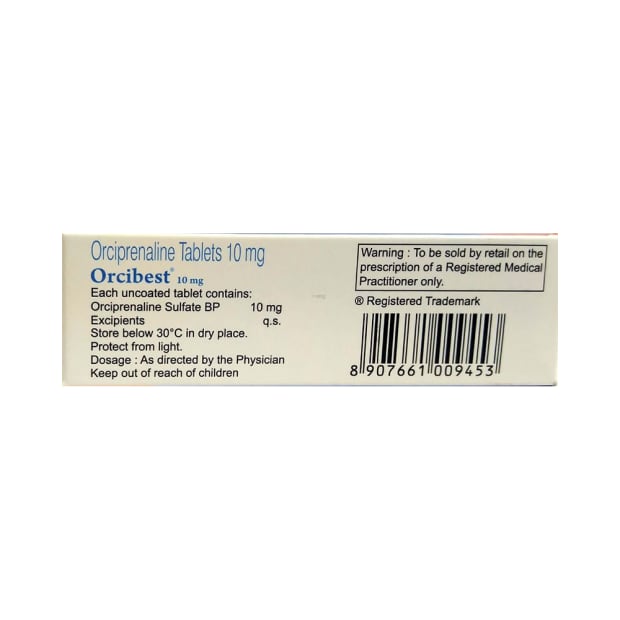 Orciprenaline Tablets 10 mg
Orcibest® 10 mg
Each uncoated tablet contains:
Orciprenaline Sulfate BP 10 mg
Excipients q.s.
Store below 30°C in dry place.
Protect from light.
Dosage : As directed by the Physician
Keep out of reach of children
Warning : To be sold by retail on the
prescription of a Registered Medical
Practitioner only.
® Registered Trademark
8 907661 009453